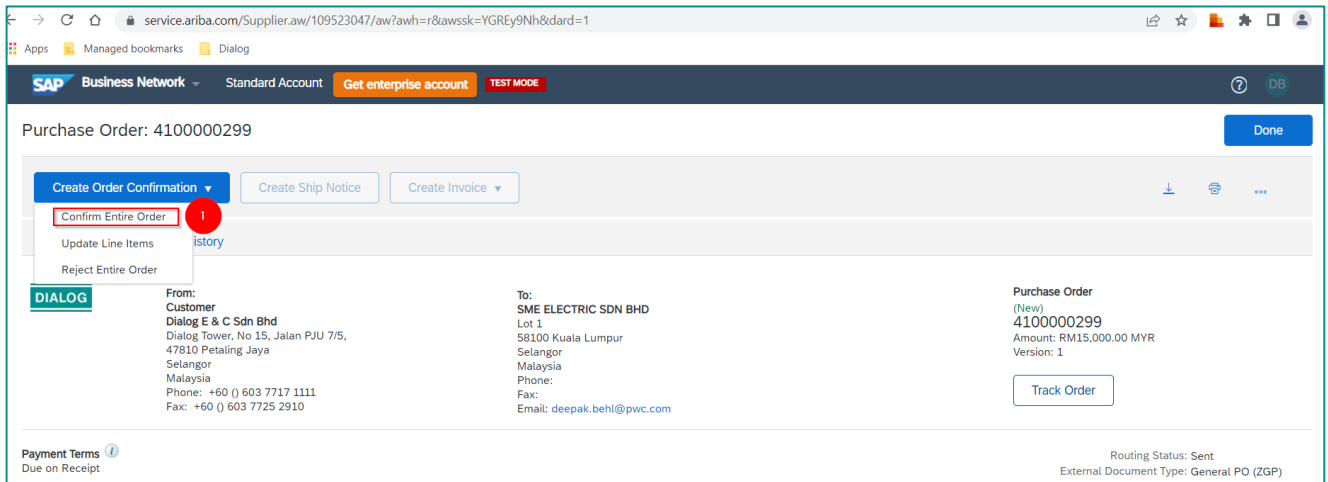 service.ariba.com/Supplier.aw/109523047/aw?awh=r&awssk=YGREy9Nh&dard=1
Apps Managed bookmarks Dialog
SAP Business Network Standard Account Get enterprise account TEST MODE ? DB
Purchase Order: 4100000299 Done
Create Order Confirmation ▼ Create Ship Notice Create Invoice ▼
Confirm Entire Order 1
Update Line Items istory
Reject Entire Order
DIALOG
From:
Customer
Dialog E & C Sdn Bhd
Dialog Tower, No 15, Jalan PJU 7/5,
47810 Petaling Jaya
Selangor
Malaysia
Phone: +60 () 603 7717 1111
Fax: +60 () 603 7725 2910
To:
SME ELECTRIC SDN BHD
Lot 1
58100 Kuala Lumpur
Selangor
Malaysia
Phone:
Fax:
Email: deepak.behl@pwc.com
Purchase Order
(New)
4100000299
Amount: RM15,000.00 MYR
Version: 1
Track Order
Payment Terms i
Due on Receipt
Routing Status: Sent
External Document Type: General PO (ZGP)